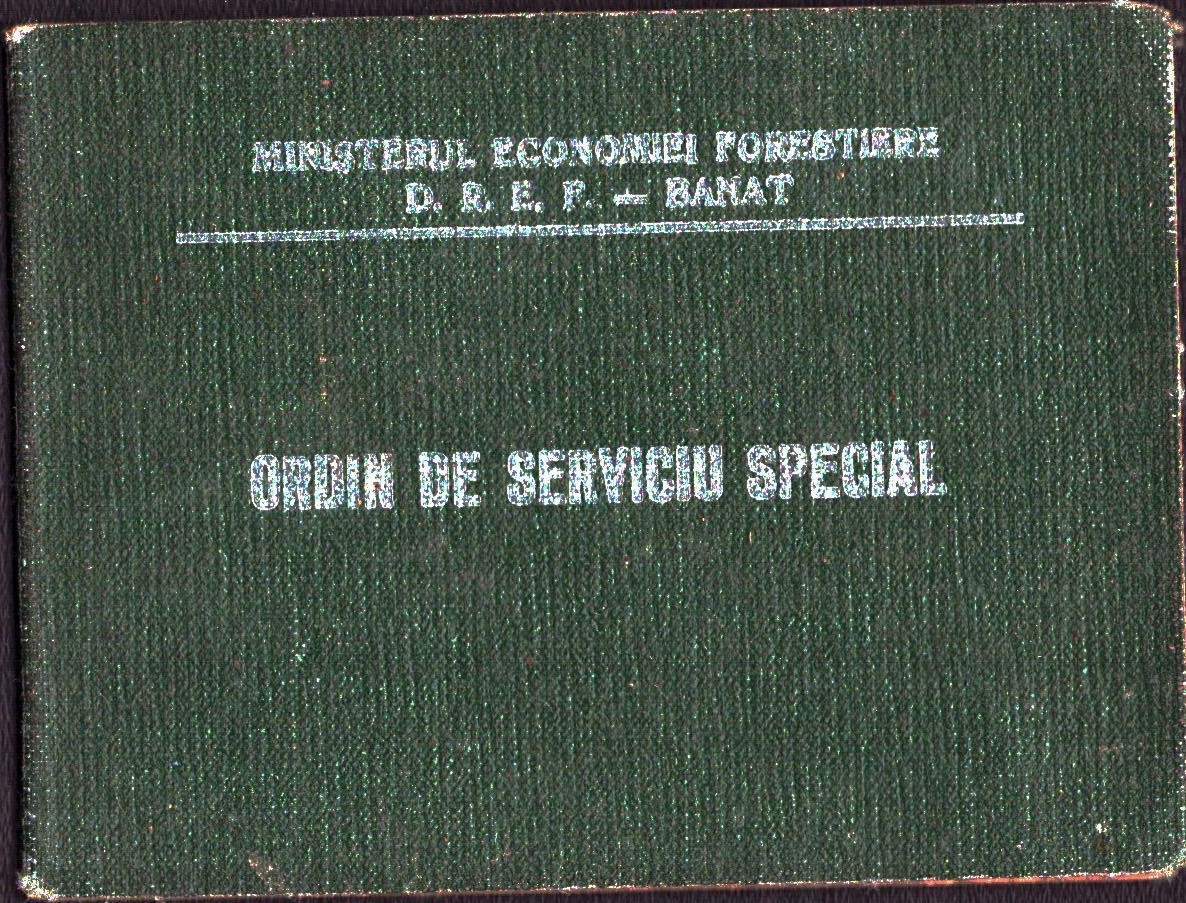 MINISTERUL ECONOMIEI FORESTIERE
D. R. E. F. — BANAT
ORDIN DE SERVICIU SPECIAL